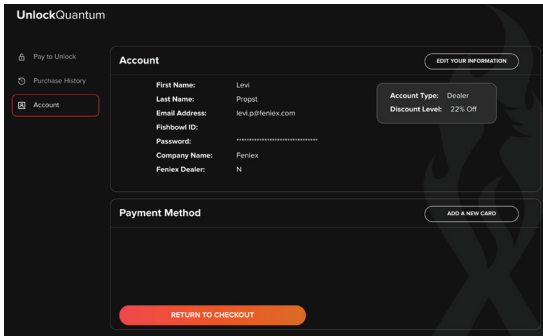 UnlockQuantum
Pay to Unlock
Purchase History
Account
Account
EDIT YOUR INFORMATION
First Name: Levi
Last Name: Propst
Email Address: levi.p@feniex.com
Fishbowl ID:
Password: ********************************
Company Name: Feniex
Feniex Dealer: N
Account Type: Dealer
Discount Level: 22% Off
Payment Method
ADD A NEW CARD
RETURN TO CHECKOUT